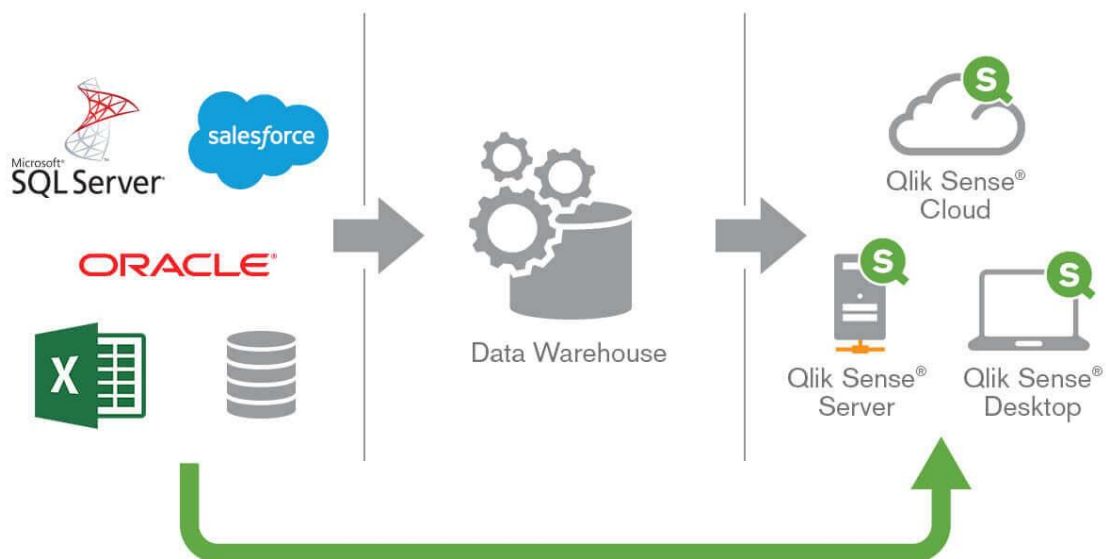 Microsoft®
SQL Server®
salesforce
ORACLE®
X
Data Warehouse
S
Qlik Sense®
Cloud
S
Qlik Sense®
Server
S
Qlik Sense®
Desktop